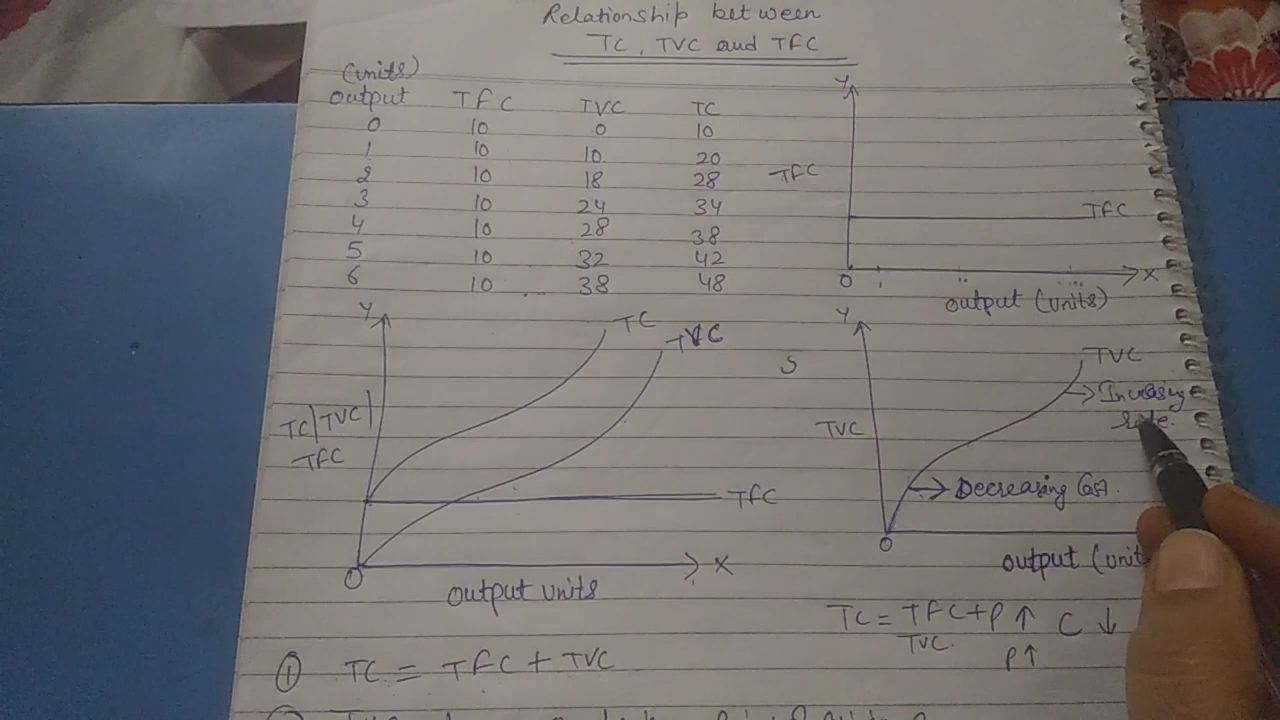 Relationship between
TC, TVC and TFC
(units)
output TFC TVC TC
0 10 0 10
1 10 10 20
2 10 18 28
3 10 24 34
4 10 28 38
5 10 32 42
6 10 38 48
Y
TFC
TFC
O
X
output (units)
Y
TC
TVC
TC/TVC/
TFC
TFC
O
X
output units
Y
S
TVC
TVC
Increasing
rate.
Decreasing
O
output (unit
TC = TFC + P ↑ C ↓
TVC.
P↑
① TC = TFC + TVC